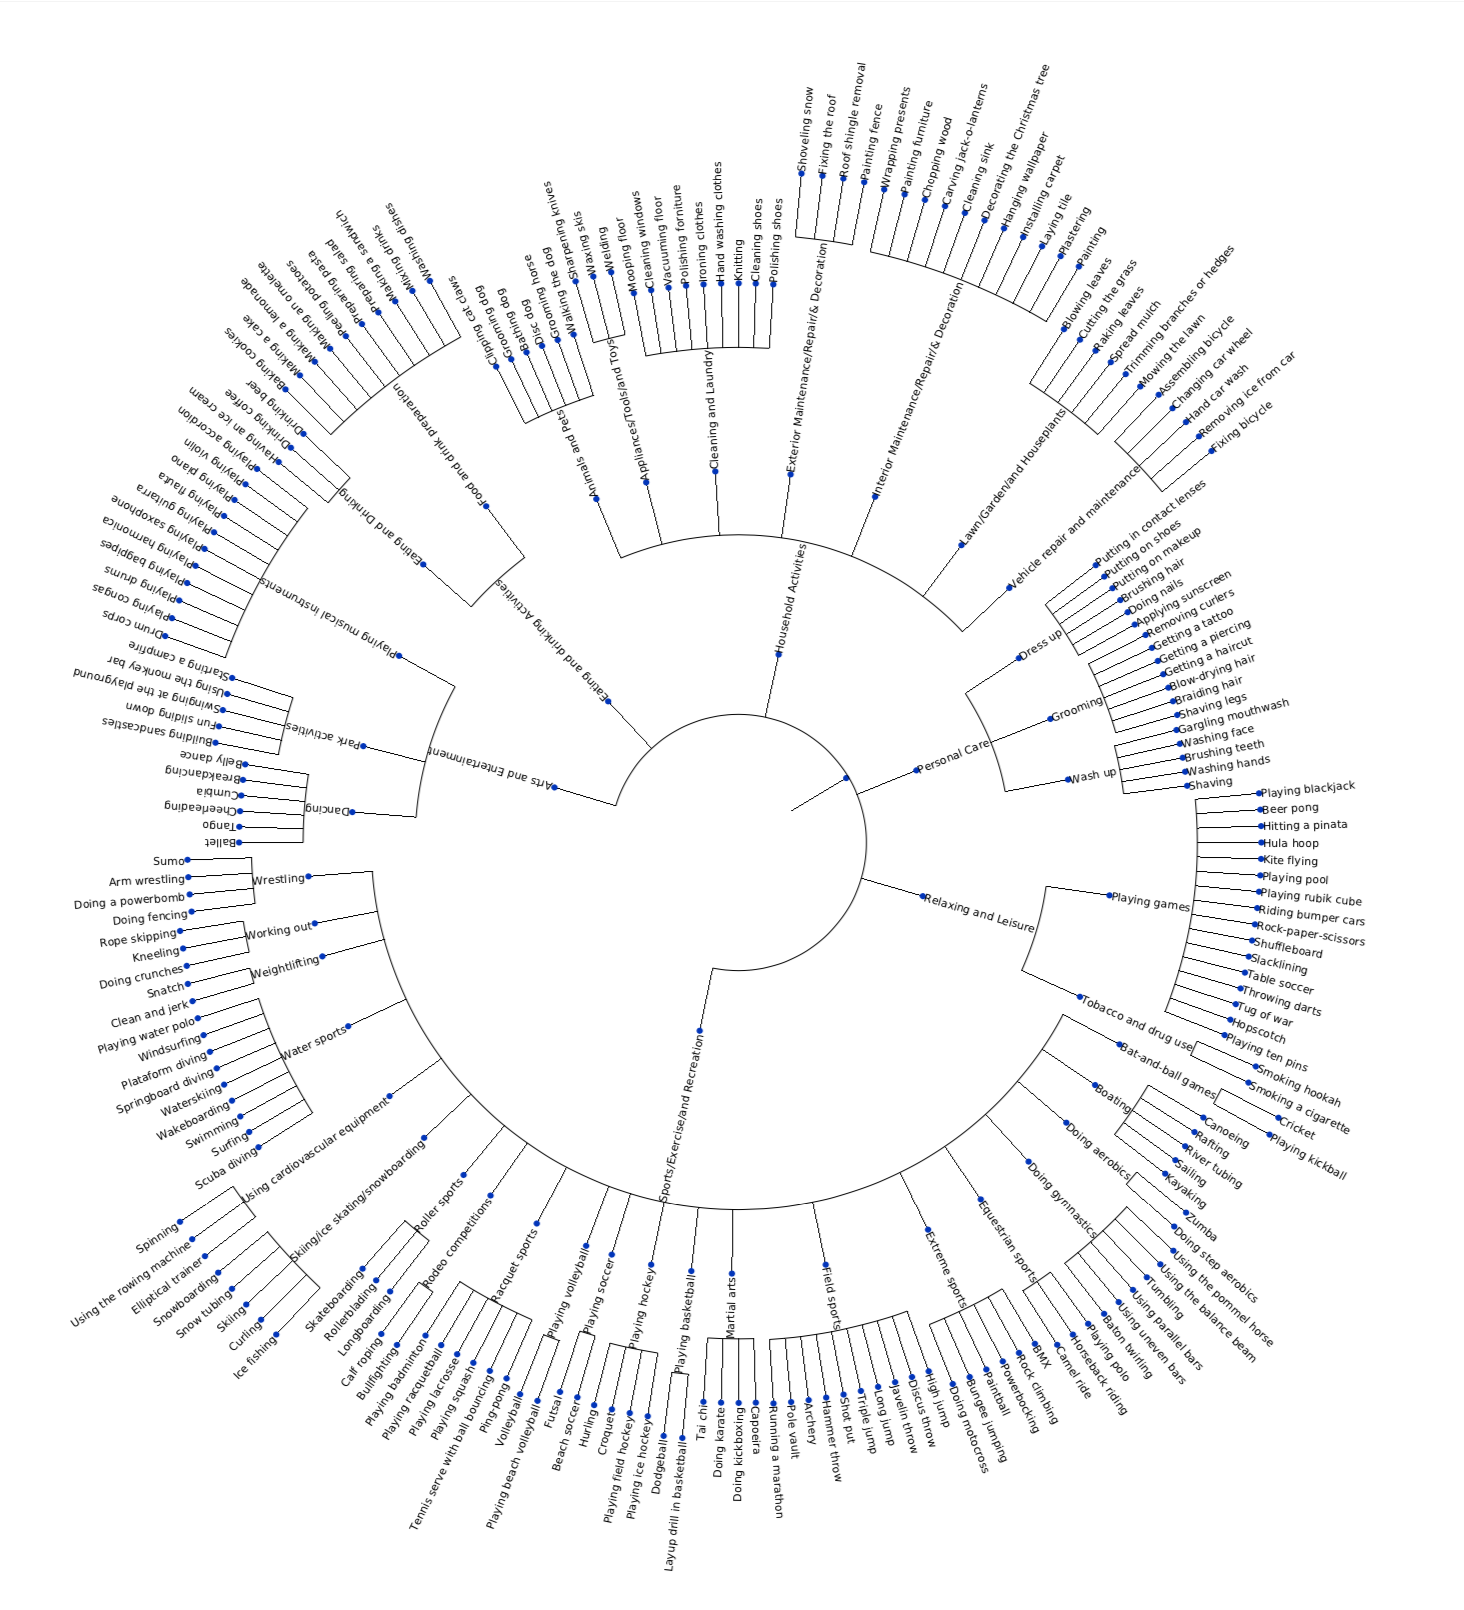 Shoveling snow
Fixing the roof
Roof shingle removal
Painting fence
Exterior Maintenance/Repair/& Decoration
Wrapping presents
Painting furniture
Chopping wood
Carving jack-o-lanterns
Cleaning sink
Decorating the Christmas tree
Hanging wallpaper
Installing carpet
Laying tile
Plastering
Painting
Interior Maintenance/Repair/& Decoration
Blowing leaves
Cutting the grass
Raking leaves
Spread mulch
Trimming branches or hedges
Mowing the lawn
Lawn/Garden/and Houseplants
Assembling bicycle
Changing car wheel
Hand car wash
Removing ice from car
Fixing bicycle
Vehicle repair and maintenance
Household Activities
Putting in contact lenses
Putting on shoes
Putting on makeup
Brushing hair
Doing nails
Applying sunscreen
Dress up
Removing curlers
Getting a tattoo
Getting a piercing
Getting a haircut
Blow-drying hair
Braiding hair
Shaving legs
Grooming
Gargling mouthwash
Washing face
Brushing teeth
Washing hands
Shaving
Wash up
Personal Care
Playing blackjack
Beer pong
Hitting a pinata
Hula hoop
Kite flying
Playing pool
Playing rubik cube
Riding bumper cars
Rock-paper-scissors
Shuffleboard
Slacklining
Table soccer
Throwing darts
Tug of war
Hopscotch
Playing ten pins
Playing games
Smoking hookah
Smoking a cigarette
Tobacco and drug use
Relaxing and Leisure
Cricket
Playing kickball
Bat-and-ball games
Canoeing
Rafting
River tubing
Sailing
Kayaking
Boating
Zumba
Doing step aerobics
Doing aerobics
Using the pommel horse
Using the balance beam
Tumbling
Using parallel bars
Using uneven bars
Baton twirling
Doing gymnastics
Playing polo
Horseback riding
Camel ride
Equestrian sports
BMX
Rock climbing
Powerbocking
Paintball
Bungee jumping
Doing motocross
Extreme sports
High jump
Discus throw
Javelin throw
Long jump
Triple jump
Shot put
Hammer throw
Archery
Pole vault
Running a marathon
Field sports
Capoeira
Doing kickboxing
Doing karate
Tai chi
Martial arts
Layup drill in basketball
Dodgeball
Playing basketball
Playing ice hockey
Playing field hockey
Croquet
Hurling
Playing hockey
Beach soccer
Futsal
Playing soccer
Playing beach volleyball
Volleyball
Playing volleyball
Ping-pong
Tennis serve with ball bouncing
Playing squash
Playing lacrosse
Playing racquetball
Playing badminton
Racquet sports
Bullfighting
Calf roping
Rodeo competitions
Longboarding
Rollerblading
Skateboarding
Roller sports
Ice fishing
Curling
Skiing
Snow tubing
Snowboarding
Skiing/ice skating/snowboarding
Elliptical trainer
Using the rowing machine
Spinning
Using cardiovascular equipment
Scuba diving
Surfing
Swimming
Wakeboarding
Waterskiing
Springboard diving
Plataform diving
Windsurfing
Playing water polo
Water sports
Clean and jerk
Snatch
Weightlifting
Doing crunches
Kneeling
Rope skipping
Working out
Doing fencing
Doing a powerbomb
Arm wrestling
Sumo
Wrestling
Sports/Exercise/and Recreation
Ballet
Tango
Cheerleading
Cumbia
Breakdancing
Belly dance
Dancing
Building sandcastles
Fun sliding down
Swinging at the playground
Using the monkey bar
Starting a campfire
Park activities
Drum corps
Playing congas
Playing drums
Playing bagpipes
Playing harmonica
Playing saxophone
Playing guitarra
Playing flauta
Playing piano
Playing violin
Playing accordion
Playing musical instruments
Arts and Entertainment
Having an ice cream
Drinking coffee
Drinking beer
Eating and Drinking
Baking cookies
Making a cake
Making a lemonade
Making an omelette
Peeling potatoes
Preparing pasta
Preparing salad
Making a sandwich
Mixing drinks
Washing dishes
Food and drink preparation
Eating and drinking Activities
Clipping cat claws
Grooming dog
Bathing dog
Disc dog
Grooming horse
Walking the dog
Animals and Pets
Sharpening knives
Waxing skis
Welding
Appliances/Tools/and Toys
Mooping floor
Cleaning windows
Vacuuming floor
Polishing forniture
Ironing clothes
Hand washing clothes
Knitting
Cleaning shoes
Polishing shoes
Cleaning and Laundry